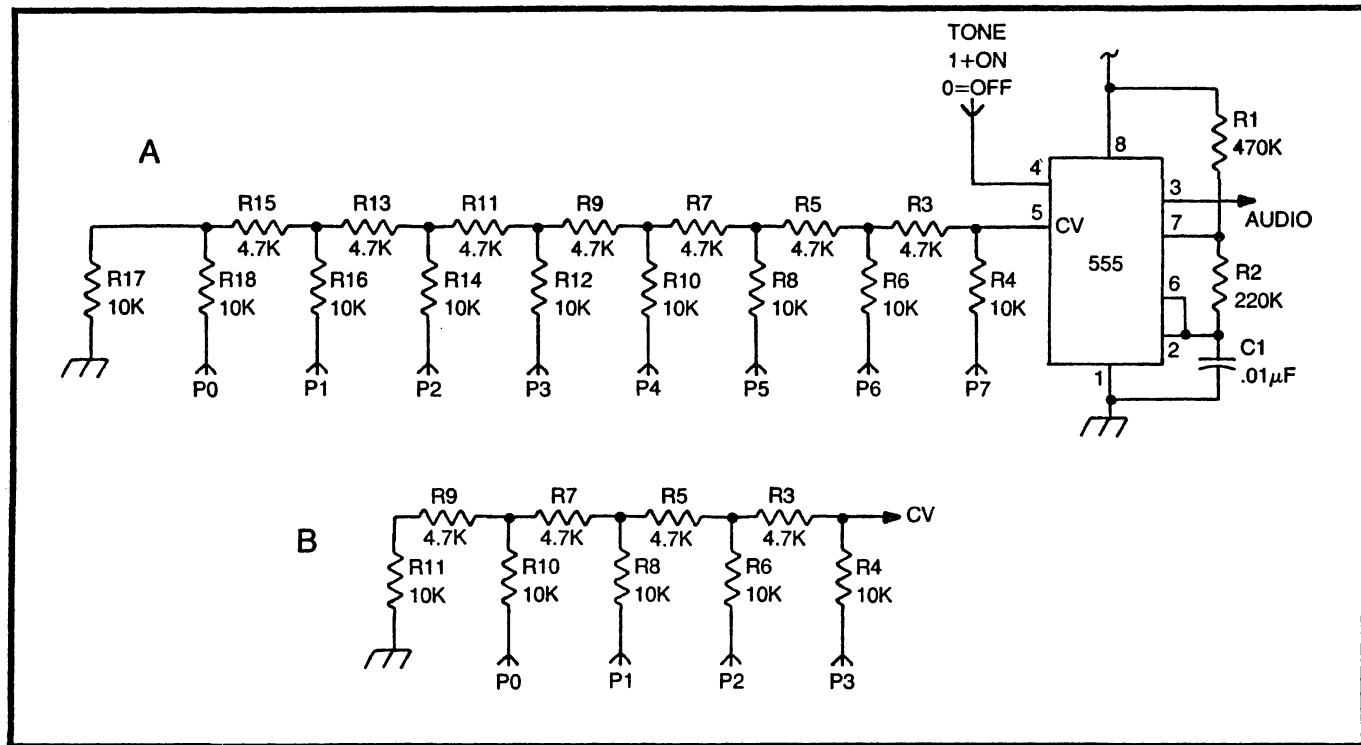 TONE
1+ON
0=OFF
A
R1
470K
8
4
3
AUDIO
5
CV
7
555
R2
220K
6
2
C1
.01µF
1
R15
4.7K
R13
4.7K
R11
4.7K
R9
4.7K
R7
4.7K
R5
4.7K
R3
4.7K
R17
10K
R18
10K
R16
10K
R14
10K
R12
10K
R10
10K
R8
10K
R6
10K
R4
10K
P0
P1
P2
P3
P4
P5
P6
P7
B
R9
4.7K
R7
4.7K
R5
4.7K
R3
4.7K
CV
R11
10K
R10
10K
R8
10K
R6
10K
R4
10K
P0
P1
P2
P3